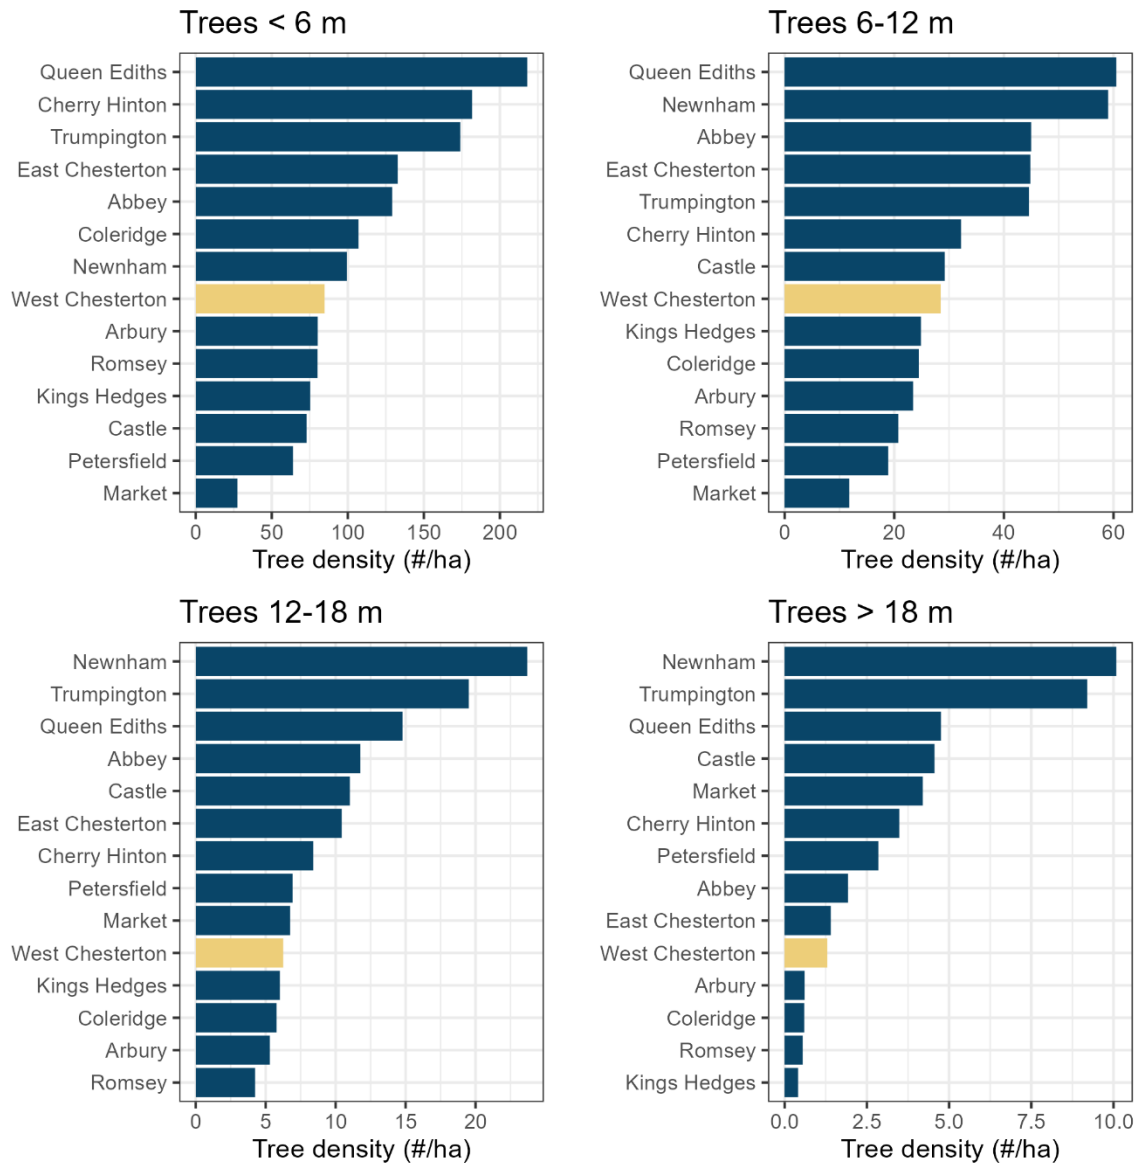 Trees < 6 m
Queen Ediths
Cherry Hinton
Trumpington
East Chesterton
Abbey
Coleridge
Newnham
West Chesterton
Arbury
Romsey
Kings Hedges
Castle
Petersfield
Market
0 50 100 150 200
Tree density (#/ha)
Trees 6-12 m
Queen Ediths
Newnham
Abbey
East Chesterton
Trumpington
Cherry Hinton
Castle
West Chesterton
Kings Hedges
Coleridge
Arbury
Romsey
Petersfield
Market
0 20 40 60
Tree density (#/ha)
Trees 12-18 m
Newnham
Trumpington
Queen Ediths
Abbey
Castle
East Chesterton
Cherry Hinton
Petersfield
Market
West Chesterton
Kings Hedges
Coleridge
Arbury
Romsey
0 5 10 15 20
Tree density (#/ha)
Trees > 18 m
Newnham
Trumpington
Queen Ediths
Castle
Market
Cherry Hinton
Petersfield
Abbey
East Chesterton
West Chesterton
Arbury
Coleridge
Romsey
Kings Hedges
0.0 2.5 5.0 7.5 10.0
Tree density (#/ha)